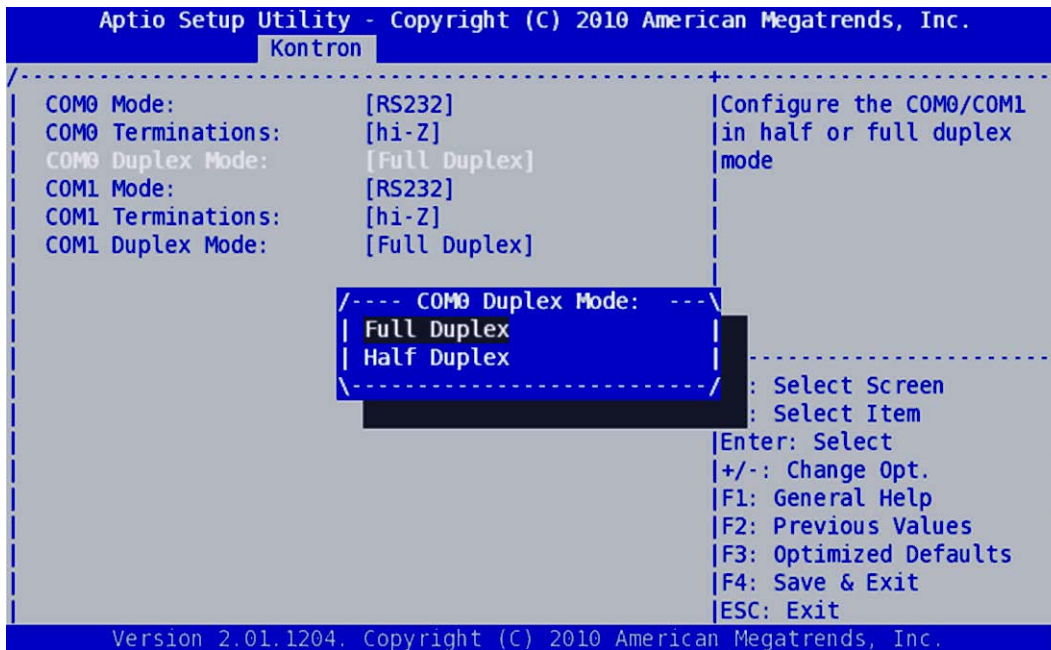 Aptio Setup Utility - Copyright (C) 2010 American Megatrends, Inc.
Kontron
COM0 Mode: [RS232]
COM0 Terminations: [hi-Z]
COM0 Duplex Mode: [Full Duplex]
COM1 Mode: [RS232]
COM1 Terminations: [hi-Z]
COM1 Duplex Mode: [Full Duplex]
Configure the COM0/COM1
in half or full duplex
mode
/---- COM0 Duplex Mode: ---\
| Full Duplex |
| Half Duplex |
\----------------------------/
: Select Screen
: Select Item
Enter: Select
+/-: Change Opt.
F1: General Help
F2: Previous Values
F3: Optimized Defaults
F4: Save & Exit
ESC: Exit
Version 2.01.1204. Copyright (C) 2010 American Megatrends, Inc.